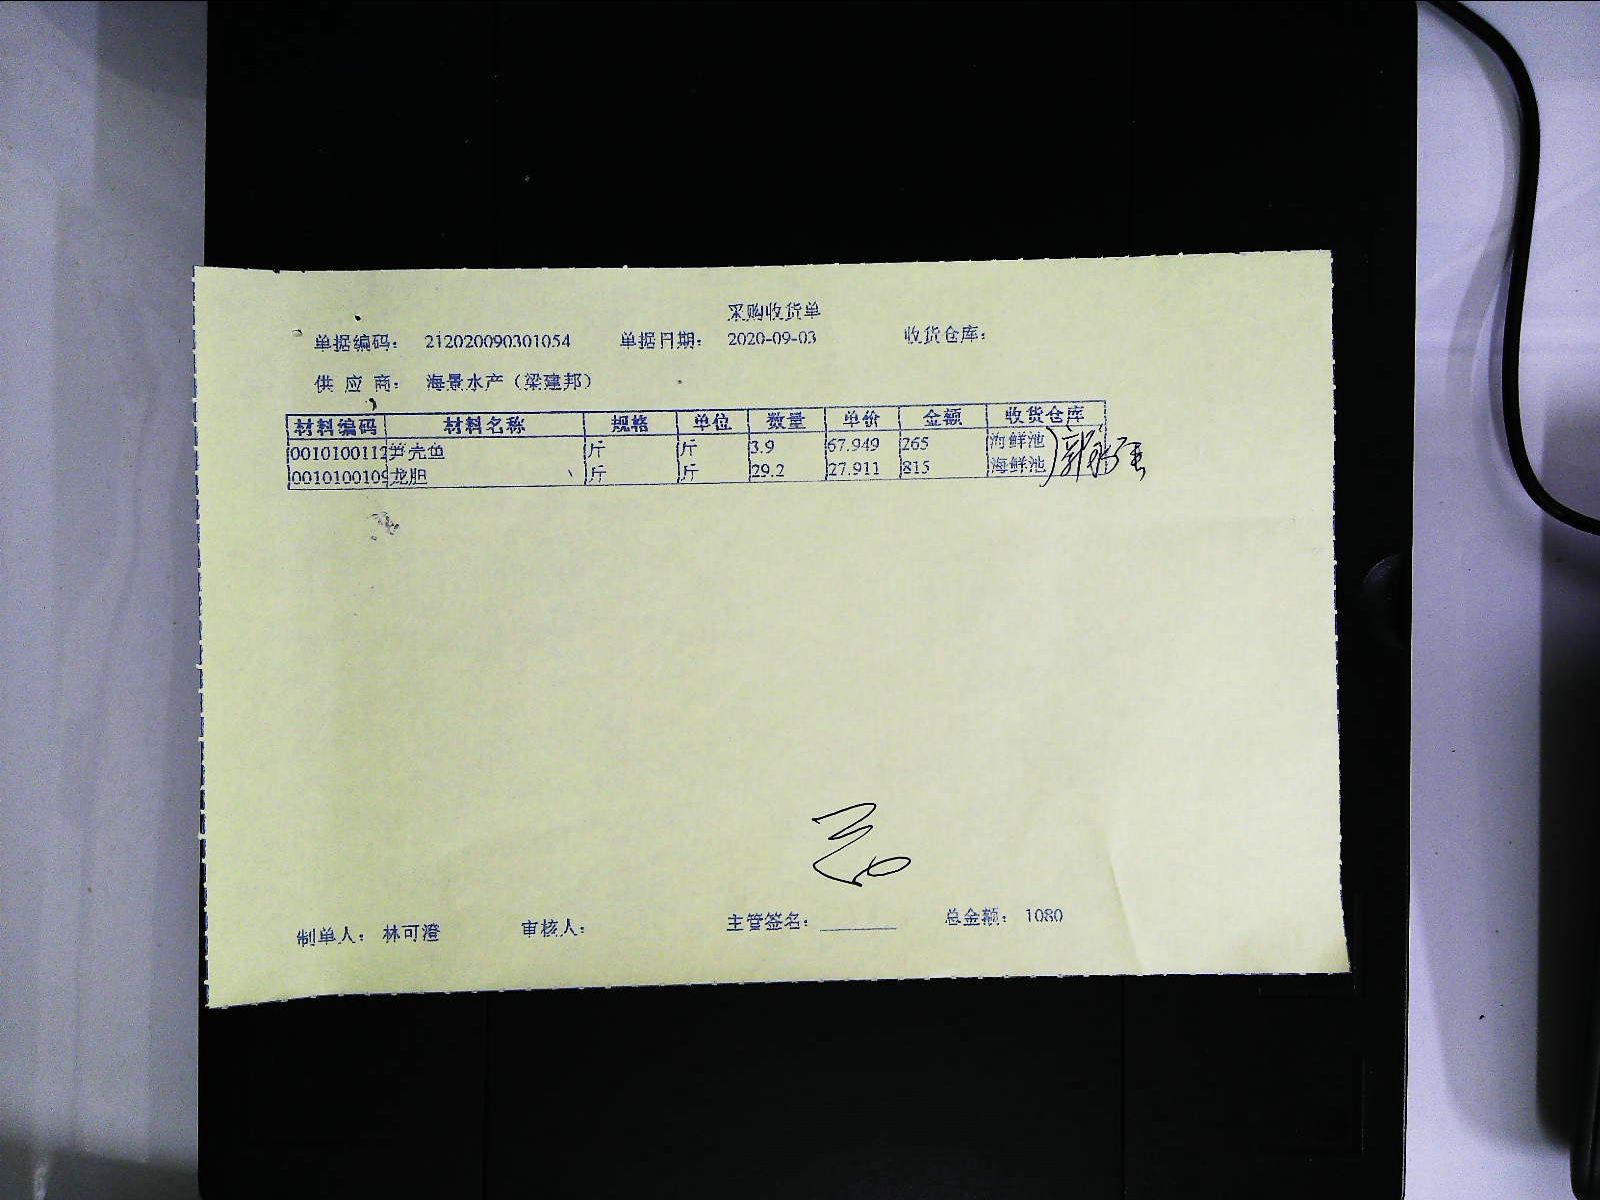 采购收货单
单据编码： 212020090301054 单据日期： 2020-09-03 收货仓库：
供应商： 海景水产（梁建邦）
材料编码 材料名称 规格 单位 数量 单价 金额 收货仓库
0010100112 笋壳鱼 斤 斤 3.9 67.949 265 海鲜池
0010100109 龙胆 斤 斤 29.2 27.911 815 海鲜池
制单人： 林可澄 审核人： 主管签名： 总金额： 1080